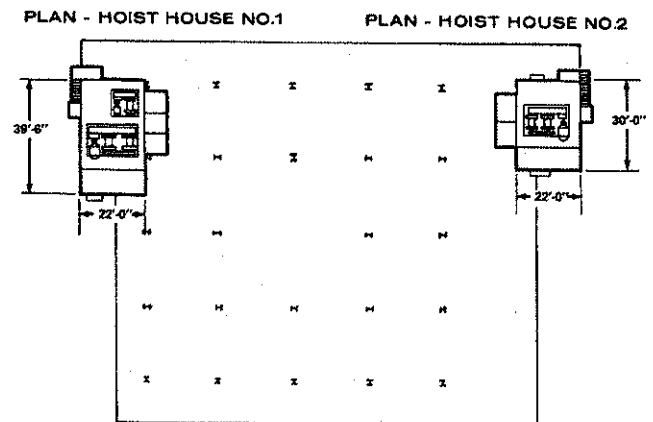 PLAN - HOIST HOUSE NO.1
PLAN - HOIST HOUSE NO.2
39'-6"
30'-0"
22'-0"
22'-0"